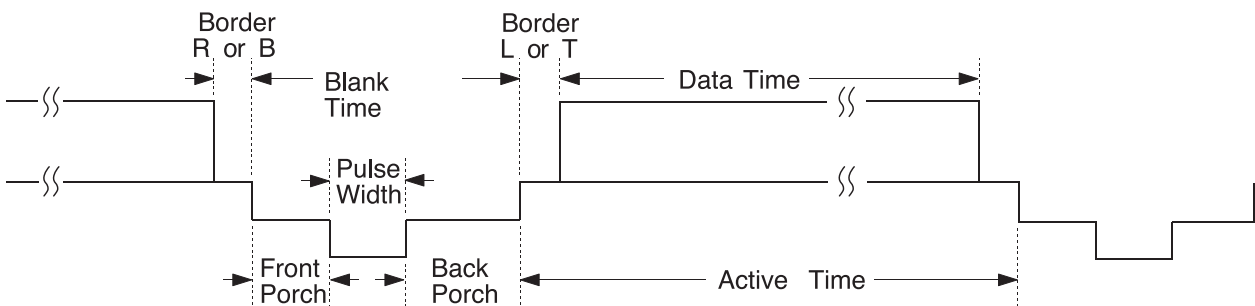 Border
R or B
Border
L or T
Blank
Time
Data Time
Pulse
Width
Front
Porch
Back
Porch
Active Time